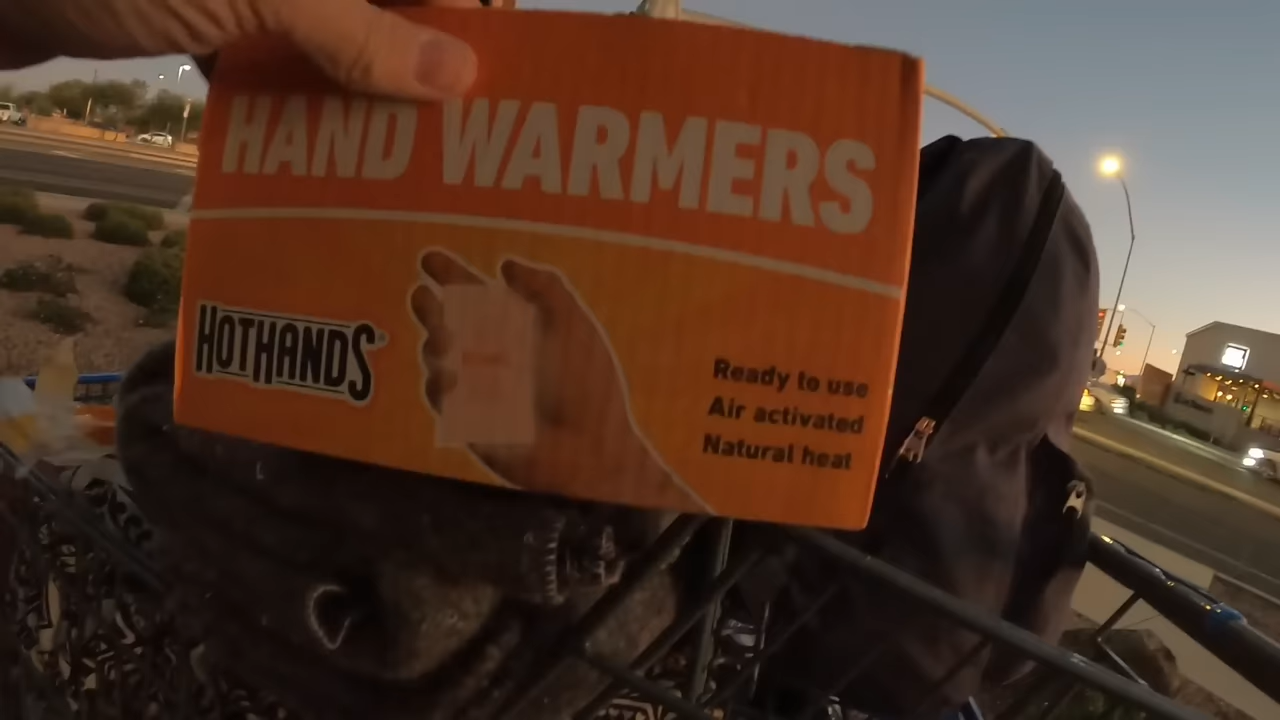 HAND WARMERS
HOTHANDS®
Ready to use
Air activated
Natural heat